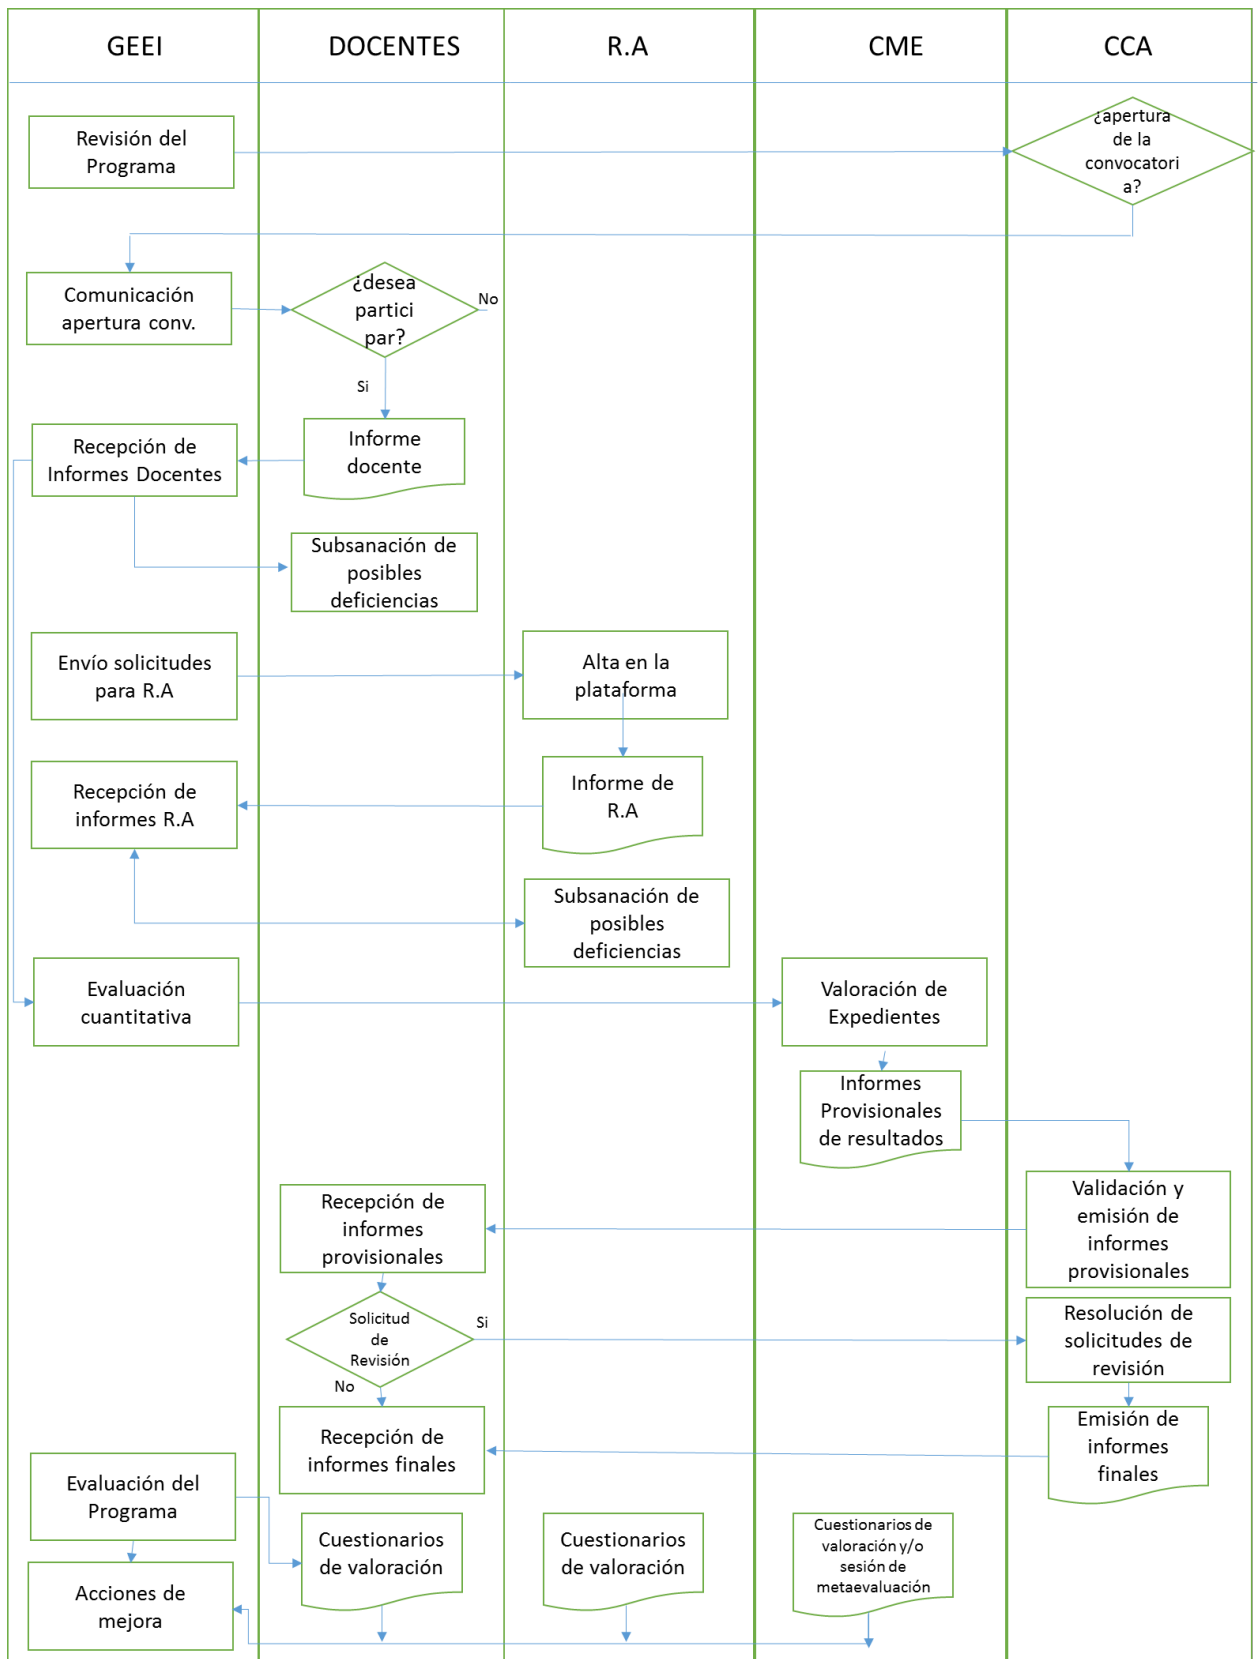 GEEI
DOCENTES
R.A
CME
CCA
Revisión del
Programa
¿apertura
de la
convocatori
a?
Comunicación
apertura conv.
¿desea
partici
par?
No
Si
Recepción de
Informes Docentes
Informe
docente
Subsanación de
posibles
deficiencias
Envío solicitudes
para R.A
Alta en la
plataforma
Recepción de
informes R.A
Informe de
R.A
Subsanación de
posibles
deficiencias
Evaluación
cuantitativa
Valoración de
Expedientes
Informes
Provisionales
de resultados
Recepción de
informes
provisionales
Validación y
emisión de
informes
provisionales
Solicitud
de
Revisión
Si
No
Resolución de
solicitudes de
revisión
Recepción de
informes finales
Emisión de
informes
finales
Evaluación del
Programa
Cuestionarios
de valoración
Cuestionarios
de valoración
Cuestionarios de
valoración y/o
sesión de
metaevaluación
Acciones de
mejora